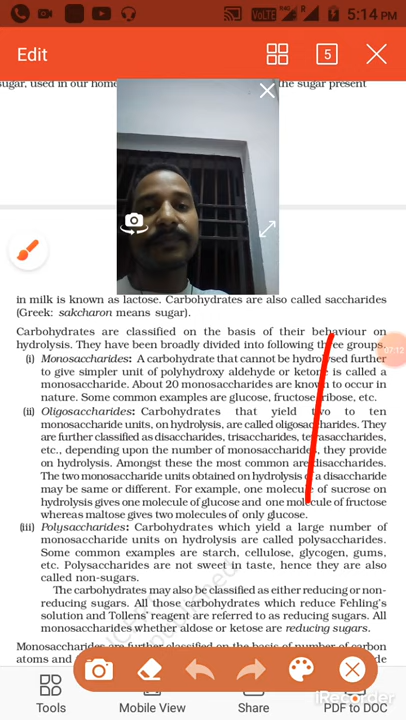 5:14 PM
Edit
5
sugar, used in our home the sugar present
in milk is known as lactose. Carbohydrates are also called saccharides
(Greek: sakcharon means sugar).
Carbohydrates are classified on the basis of their behaviour on
hydrolysis. They have been broadly divided into following three groups.
07:12
(i) Monosaccharides: A carbohydrate that cannot be hydrolysed further
to give simpler unit of polyhydroxy aldehyde or ketone is called a
monosaccharide. About 20 monosaccharides are known to occur in
nature. Some common examples are glucose, fructose, ribose, etc.
(ii) Oligosaccharides: Carbohydrates that yield two to ten
monosaccharide units, on hydrolysis, are called oligosaccharides. They
are further classified as disaccharides, trisaccharides, tetrasaccharides,
etc., depending upon the number of monosaccharides, they provide
on hydrolysis. Amongst these the most common are disaccharides.
The two monosaccharide units obtained on hydrolysis of a disaccharide
may be same or different. For example, one molecule of sucrose on
hydrolysis gives one molecule of glucose and one molecule of fructose
whereas maltose gives two molecules of only glucose.
(iii) Polysaccharides: Carbohydrates which yield a large number of
monosaccharide units on hydrolysis are called polysaccharides.
Some common examples are starch, cellulose, glycogen, gums,
etc. Polysaccharides are not sweet in taste, hence they are also
called non-sugars.
The carbohydrates may also be classified as either reducing or non-
reducing sugars. All those carbohydrates which reduce Fehling's
solution and Tollens' reagent are referred to as reducing sugars. All
monosaccharides whether aldose or ketose are reducing sugars.
Monosaccharides are further classified on the basis of number of carbon
atoms and
Tools Mobile View Share PDF to DOC
iRecorder